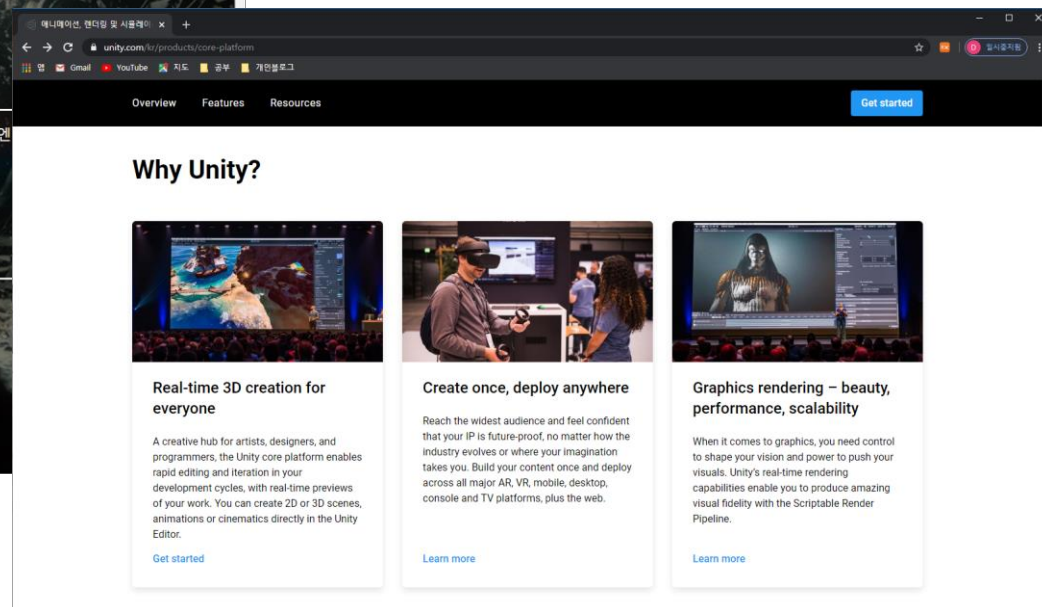 애니메이션, 렌더링 및 시뮬레이
unity.com/kr/products/core-platform
일시중지됨
앱 Gmail YouTube 지도 공부 개인블로그
Overview Features Resources Get started
엔
Why Unity?
Real-time 3D creation for
everyone
A creative hub for artists, designers, and
programmers, the Unity core platform enables
rapid editing and iteration in your
development cycles, with real-time previews
of your work. You can create 2D or 3D scenes,
animations or cinematics directly in the Unity
Editor.
Get started
Create once, deploy anywhere
Reach the widest audience and feel confident
that your IP is future-proof, no matter how the
industry evolves or where your imagination
takes you. Build your content once and deploy
across all major AR, VR, mobile, desktop,
console and TV platforms, plus the web.
Learn more
Graphics rendering – beauty,
performance, scalability
When it comes to graphics, you need control
to shape your vision and power to push your
visuals. Unity's real-time rendering
capabilities enable you to produce amazing
visual fidelity with the Scriptable Render
Pipeline.
Learn more